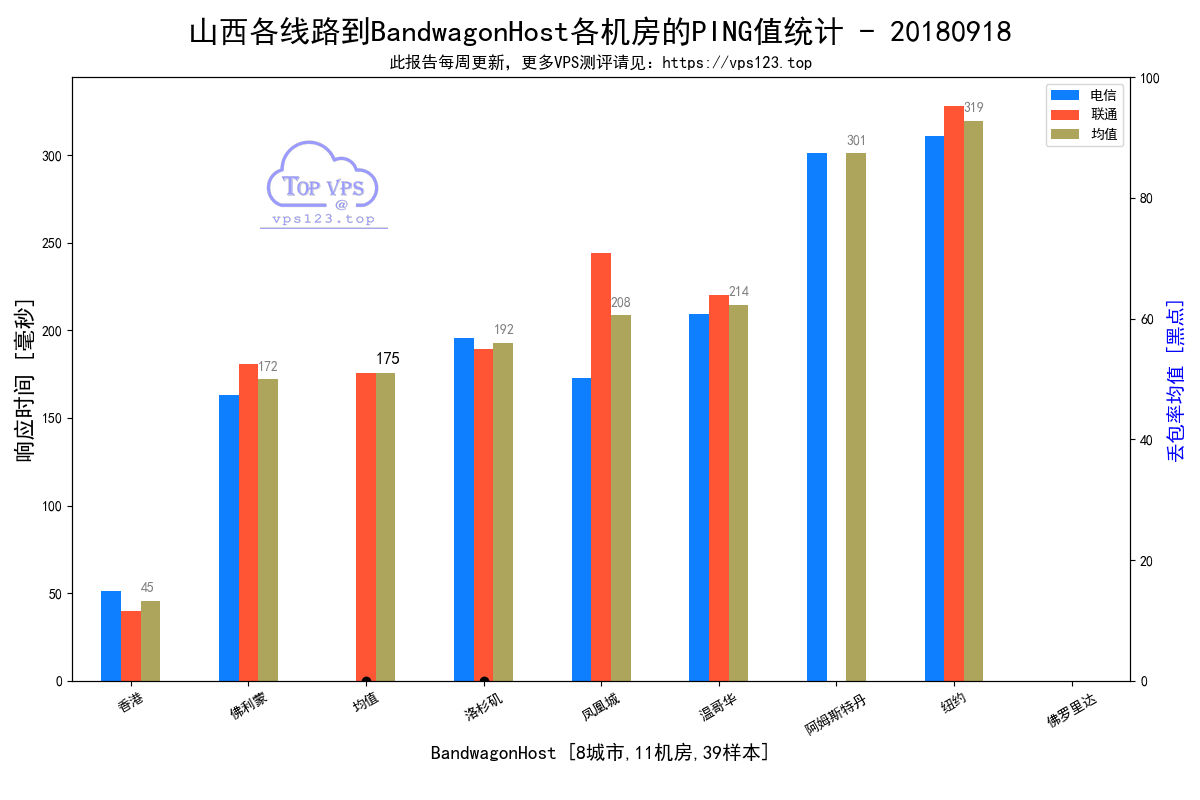 山西各线路到BandwagonHost各机房的PING值统计 - 20180918
此报告每周更新，更多VPS测评请见：https://vps123.top
电信
联通
均值
TOP VPS
@
vps123.top
响应时间 [毫秒]
0
50
100
150
200
250
300
45
172
175
192
208
214
301
319
0
20
40
60
80
100
丢包率均值 [黑点]
香港
佛利蒙
均值
洛杉矶
凤凰城
温哥华
阿姆斯特丹
纽约
佛罗里达
BandwagonHost [8城市,11机房,39样本]